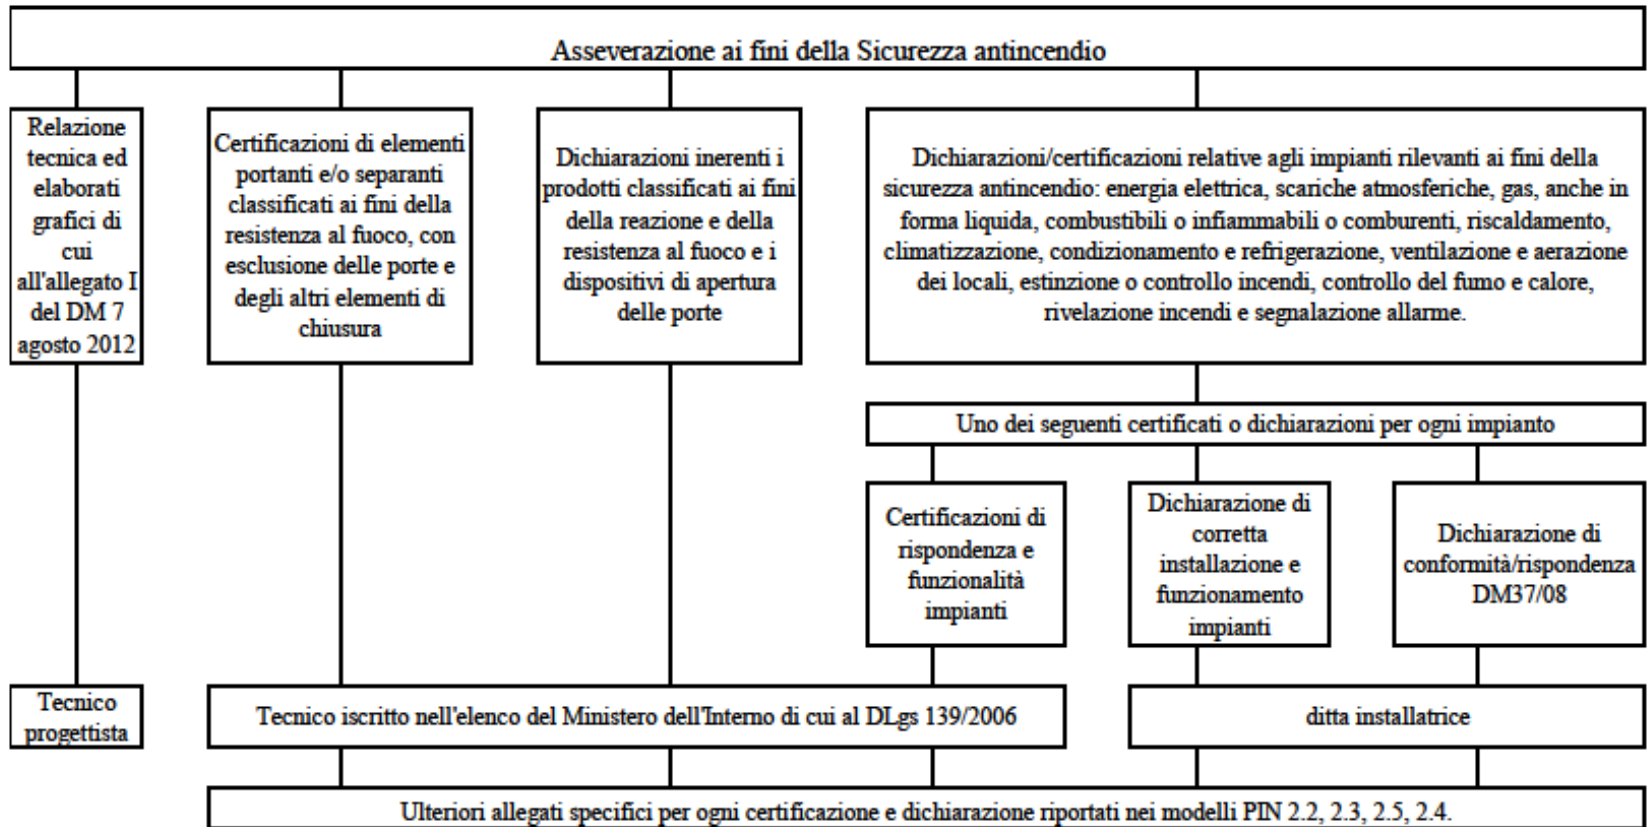 Asseverazione ai fini della Sicurezza antincendio
Relazione
tecnica ed
elaborati
grafici di
cui
all'allegato I
del DM 7
agosto 2012
Certificazioni di elementi
portanti e/o separanti
classificati ai fini della
resistenza al fuoco, con
esclusione delle porte e
degli altri elementi di
chiusura
Dichiarazioni inerenti i
prodotti classificati ai fini
della reazione e della
resistenza al fuoco e i
dispositivi di apertura
delle porte
Dichiarazioni/certificazioni relative agli impianti rilevanti ai fini della
sicurezza antincendio: energia elettrica, scariche atmosferiche, gas, anche in
forma liquida, combustibili o infiammabili o comburenti, riscaldamento,
climatizzazione, condizionamento e refrigerazione, ventilazione e aerazione
dei locali, estinzione o controllo incendi, controllo del fumo e calore,
rivelazione incendi e segnalazione allarme.
Uno dei seguenti certificati o dichiarazioni per ogni impianto
Certificazioni di
rispondenza e
funzionalità
impianti
Dichiarazione di
corretta
installazione e
funzionamento
impianti
Dichiarazione di
conformità/rispondenza
DM37/08
Tecnico
progettista
Tecnico iscritto nell'elenco del Ministero dell'Interno di cui al DLgs 139/2006
ditta installatrice
Ulteriori allegati specifici per ogni certificazione e dichiarazione riportati nei modelli PIN 2.2, 2.3, 2.5, 2.4.